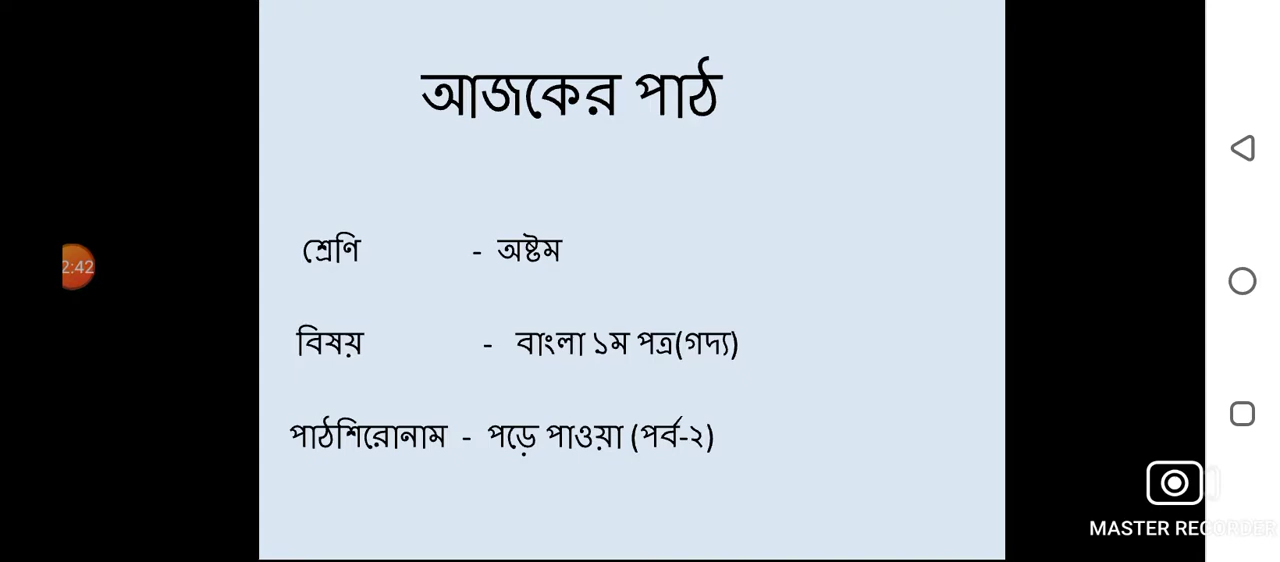 আজকের পাঠ
শ্রেণি - অষ্টম
2:42
বিষয় - বাংলা ১ম পত্র(গদ্য)
পাঠশিরোনাম - পড়ে পাওয়া (পর্ব-২)
MASTER RECORDER